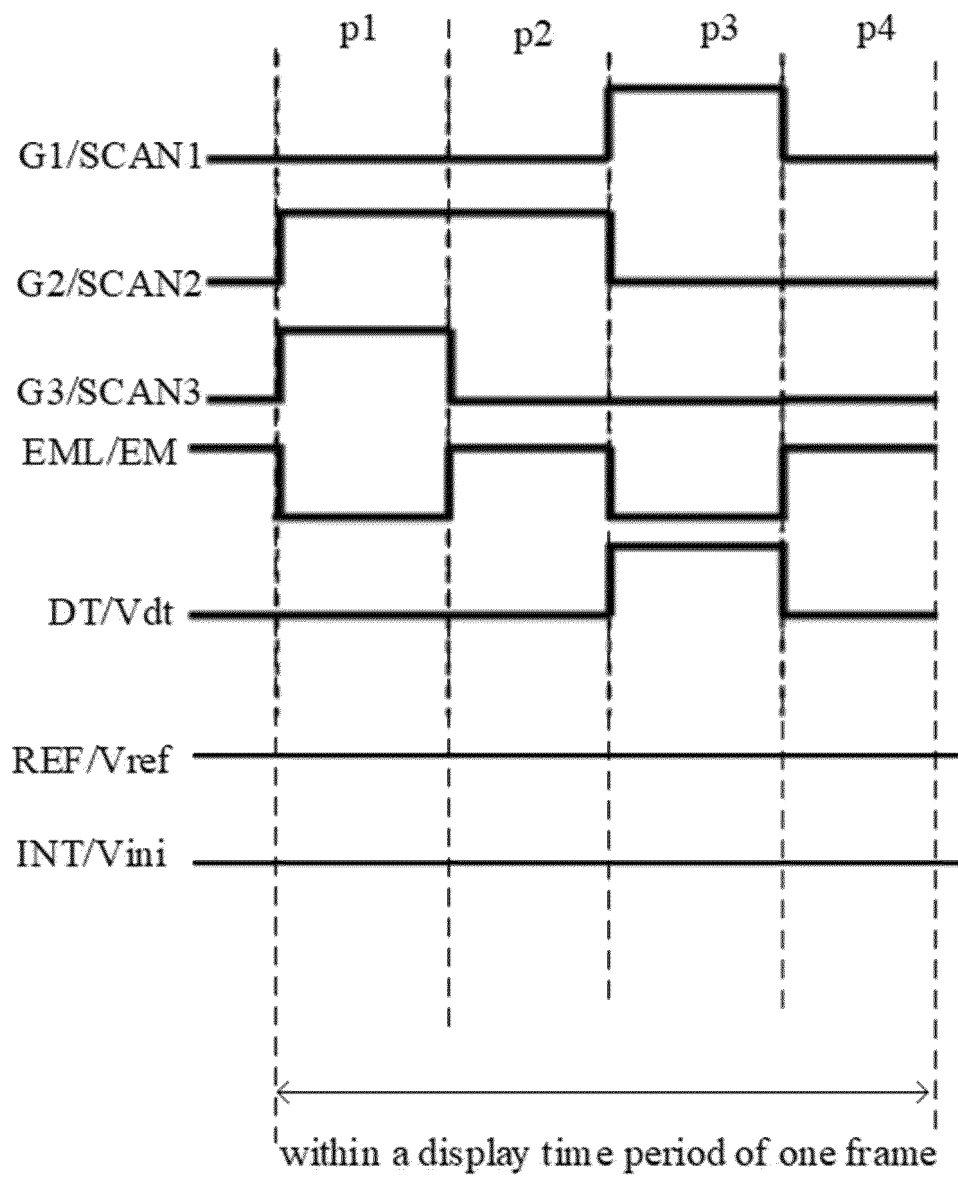 p1 p2 p3 p4
G1/SCAN1
G2/SCAN2
G3/SCAN3
EML/EM
DT/Vdt
REF/Vref
INT/Vini
within a display time period of one frame